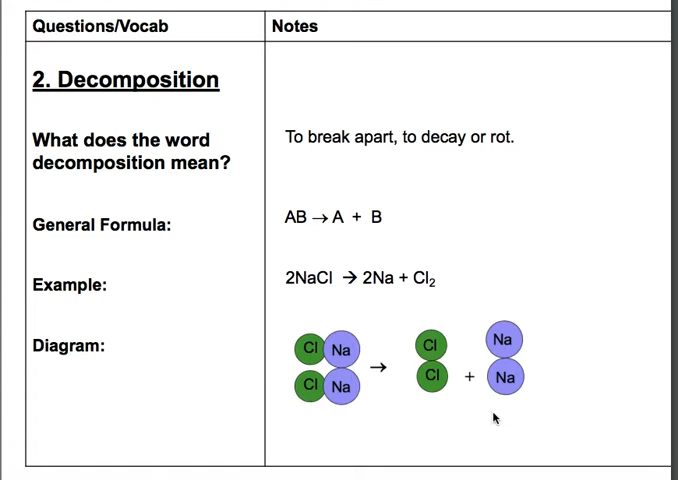 Questions/Vocab
Notes
2. Decomposition
What does the word
decomposition mean?
To break apart, to decay or rot.
General Formula:
AB → A + B
Example:
2NaCl → 2Na + Cl₂
Diagram:
Cl Na
Cl Na
→
Cl
Cl
+
Na
Na